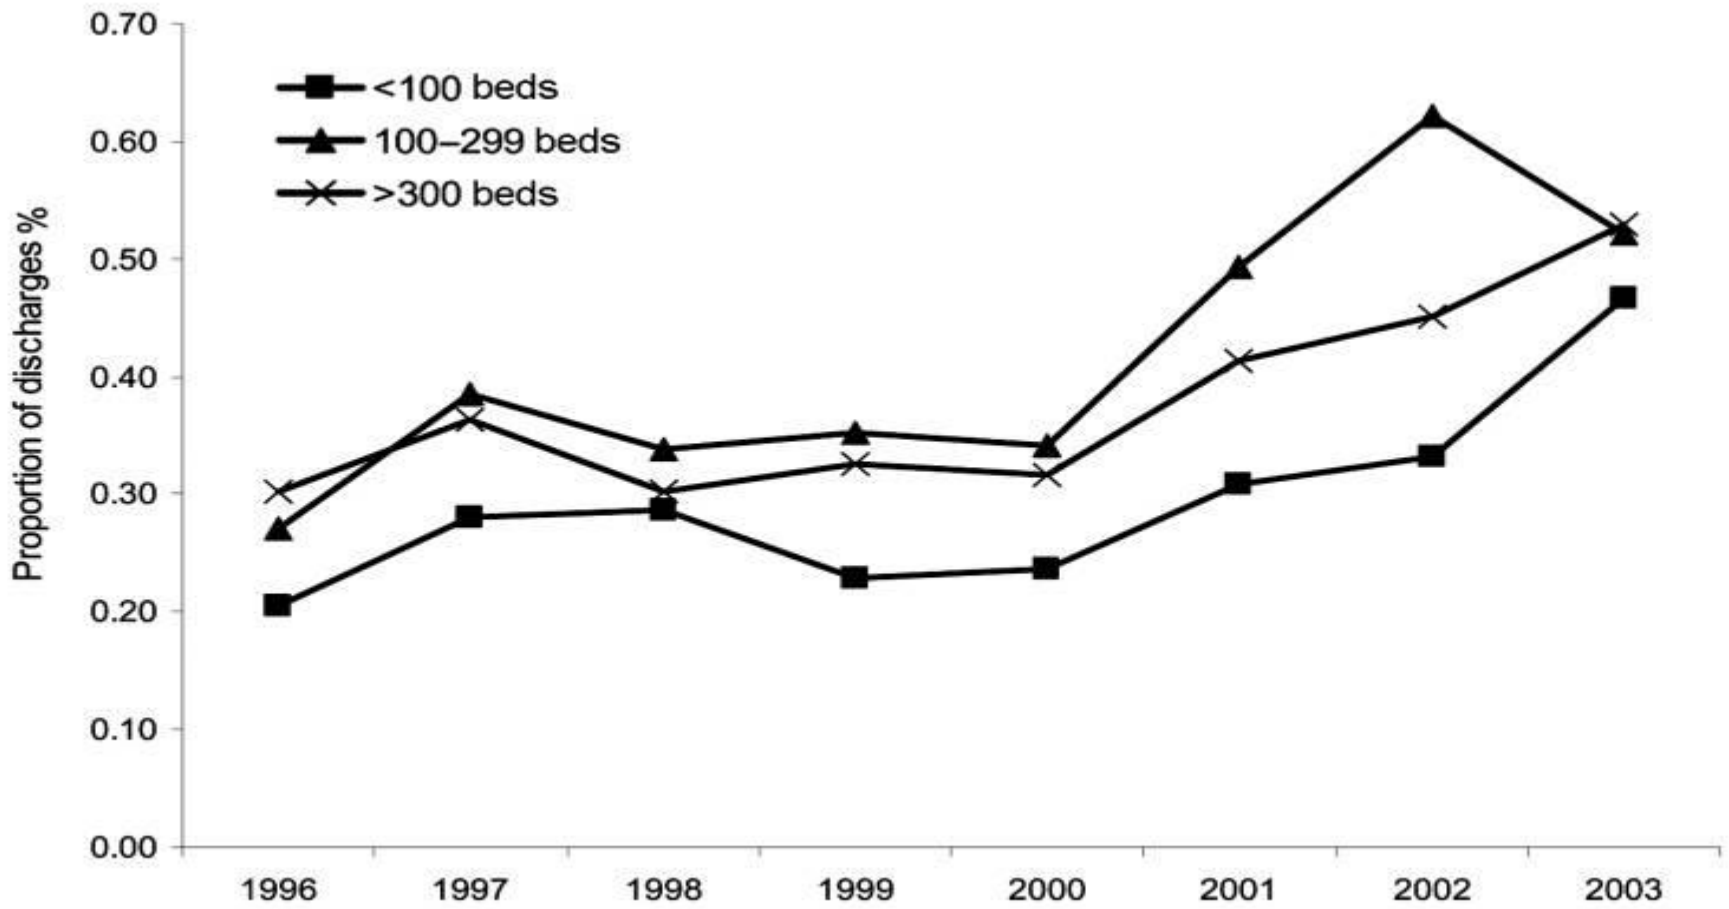 0.70
0.60
0.50
0.40
0.30
0.20
0.10
0.00
Proportion of discharges %
<100 beds
100–299 beds
>300 beds
1996 1997 1998 1999 2000 2001 2002 2003